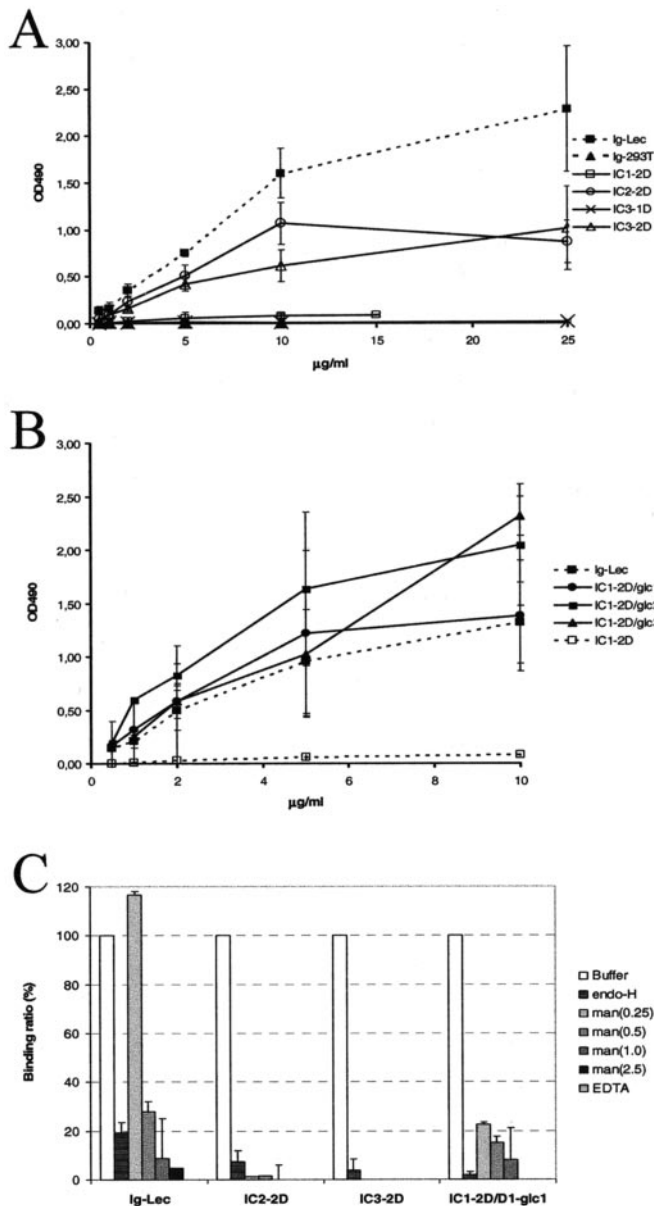 A
3,00
2,50
2,00
1,50
1,00
0,50
0,00
OD490
0
5
10
15
20
25
µg/ml
Ig-Lec
Ig-293T
IC1-2D
IC2-2D
IC3-1D
IC3-2D
B
3,00
2,50
2,00
1,50
1,00
0,50
0,00
OD490
0
2
4
6
8
10
µg/ml
Ig-Lec
IC1-2D/glc
IC1-2D/glc
IC1-2D/glc
IC1-2D
C
120
100
80
60
40
20
0
Binding ratio (%)
Ig-Lec
IC2-2D
IC3-2D
IC1-2D/D1-glc1
Buffer
endo-H
man(0.25)
man(0.5)
man(1.0)
man(2.5)
EDTA